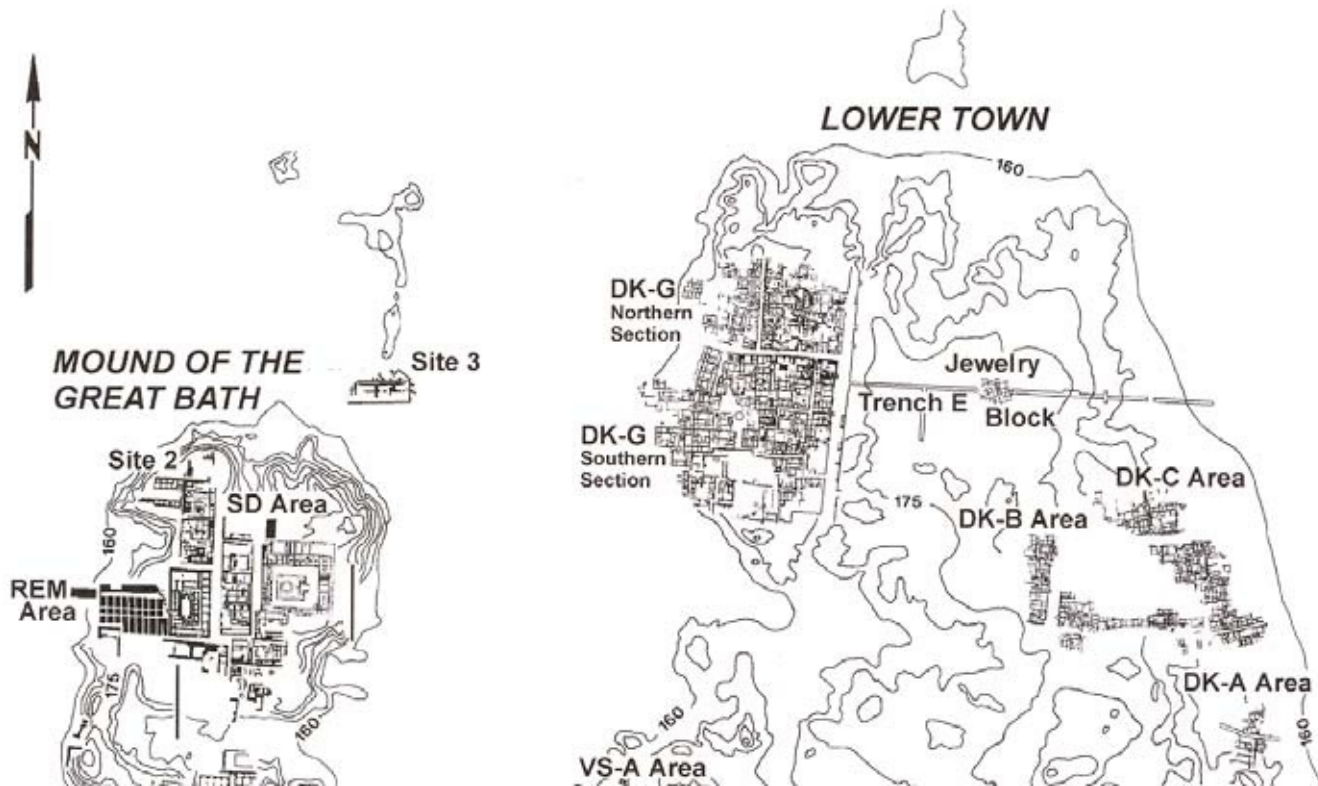 LOWER TOWN
160
N
DK-G
Northern
Section
MOUND OF THE
GREAT BATH
Site 3
Jewelry
Trench E
Block
DK-G
Southern
Section
Site 2
SD Area
DK-C Area
175
DK-B Area
160
REM
Area
175
DK-A Area
160
160
160
VS-A Area